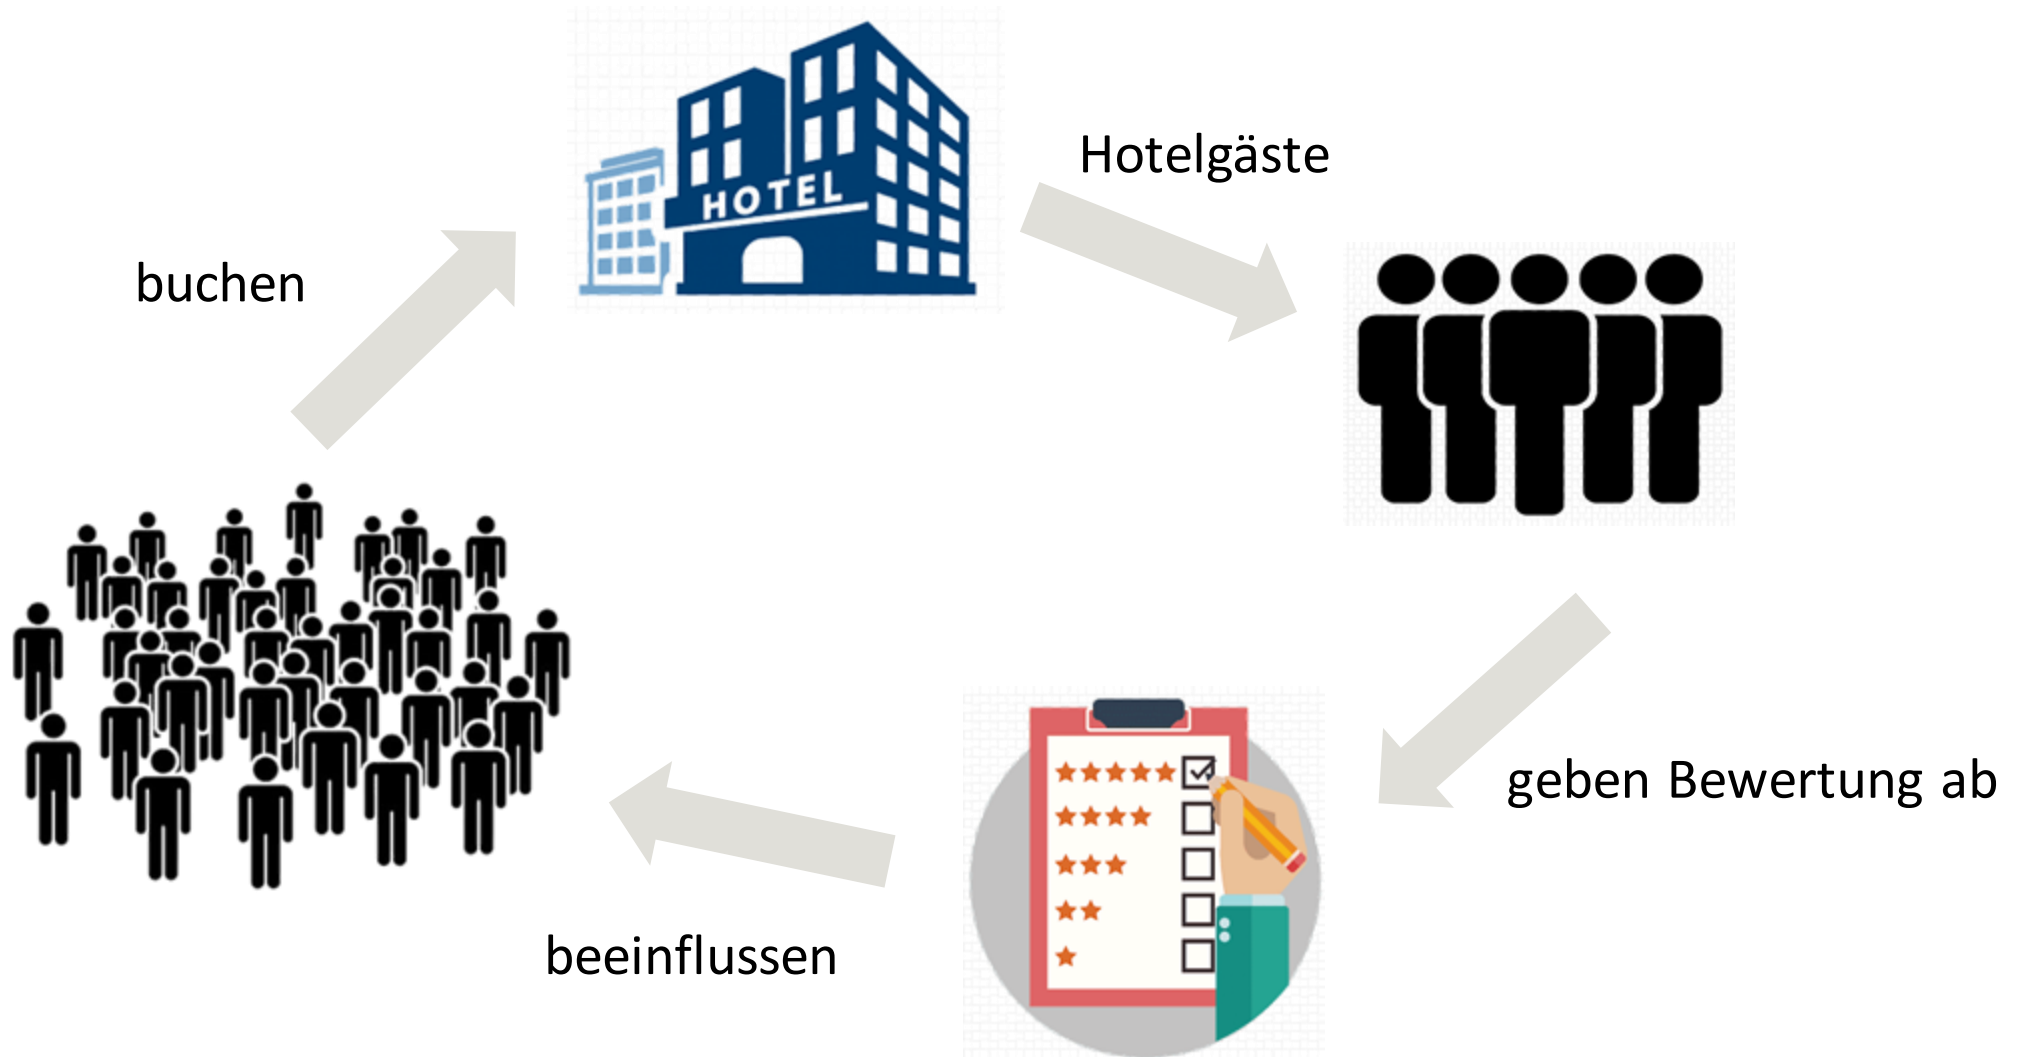 HOTEL
Hotelgäste
buchen
geben Bewertung ab
beeinflussen